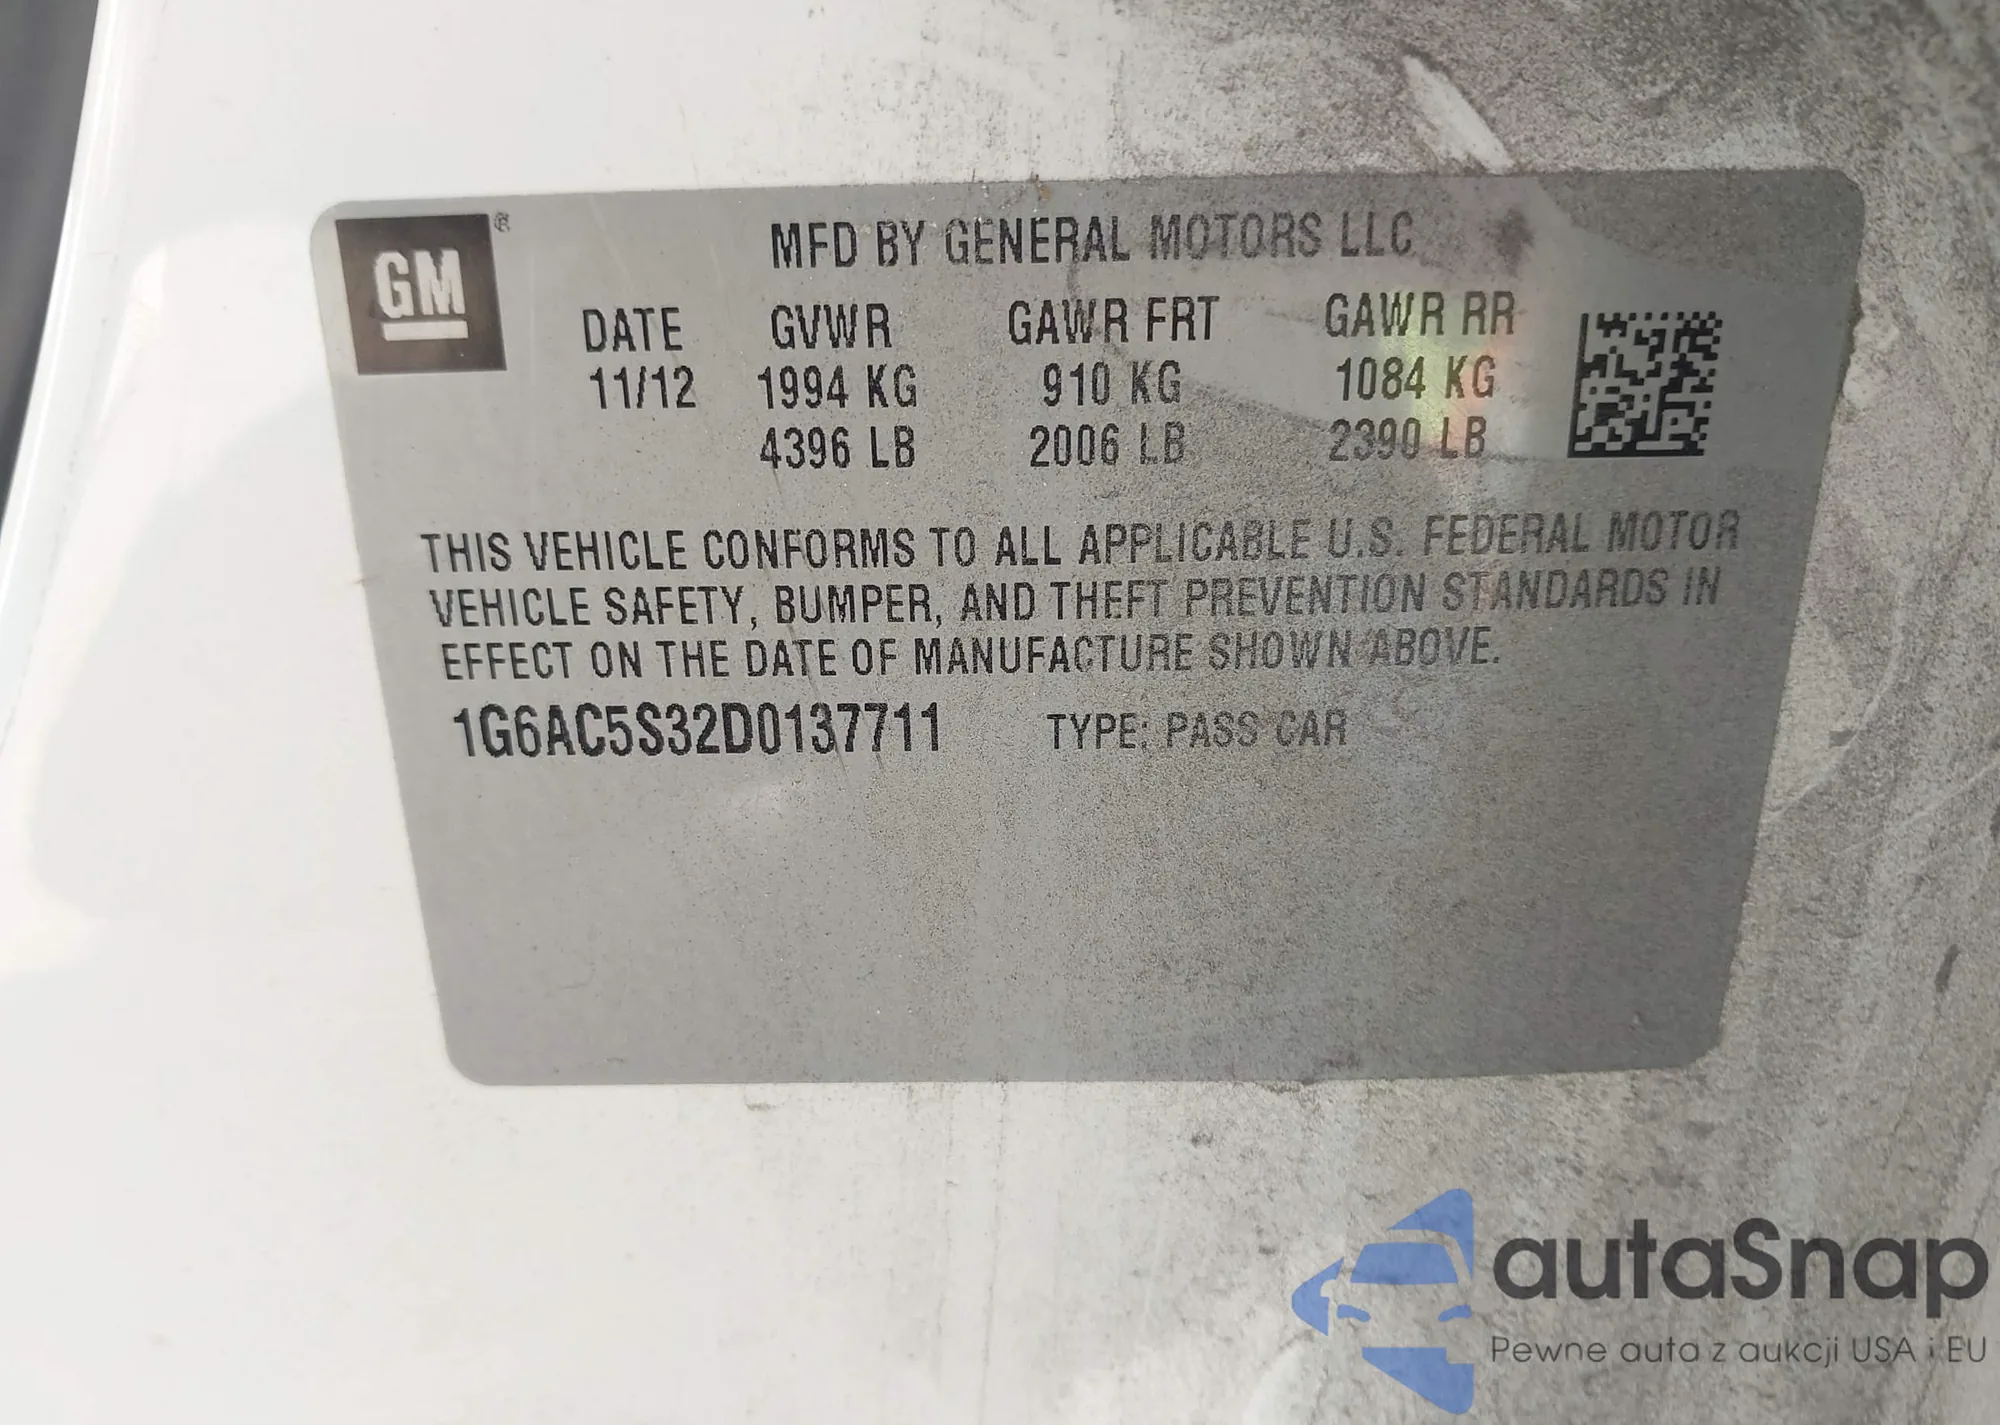 GM ®
MFD BY GENERAL MOTORS LLC
DATE GVWR GAWR FRT GAWR RR
11/12 1994 KG 910 KG 1084 KG
4396 LB 2006 LB 2390 LB
THIS VEHICLE CONFORMS TO ALL APPLICABLE U.S. FEDERAL MOTOR
VEHICLE SAFETY, BUMPER, AND THEFT PREVENTION STANDARDS IN
EFFECT ON THE DATE OF MANUFACTURE SHOWN ABOVE.
1G6AC5S32D0137711 TYPE: PASS CAR
autaSnap
Pewne auta z aukcji USA i EU